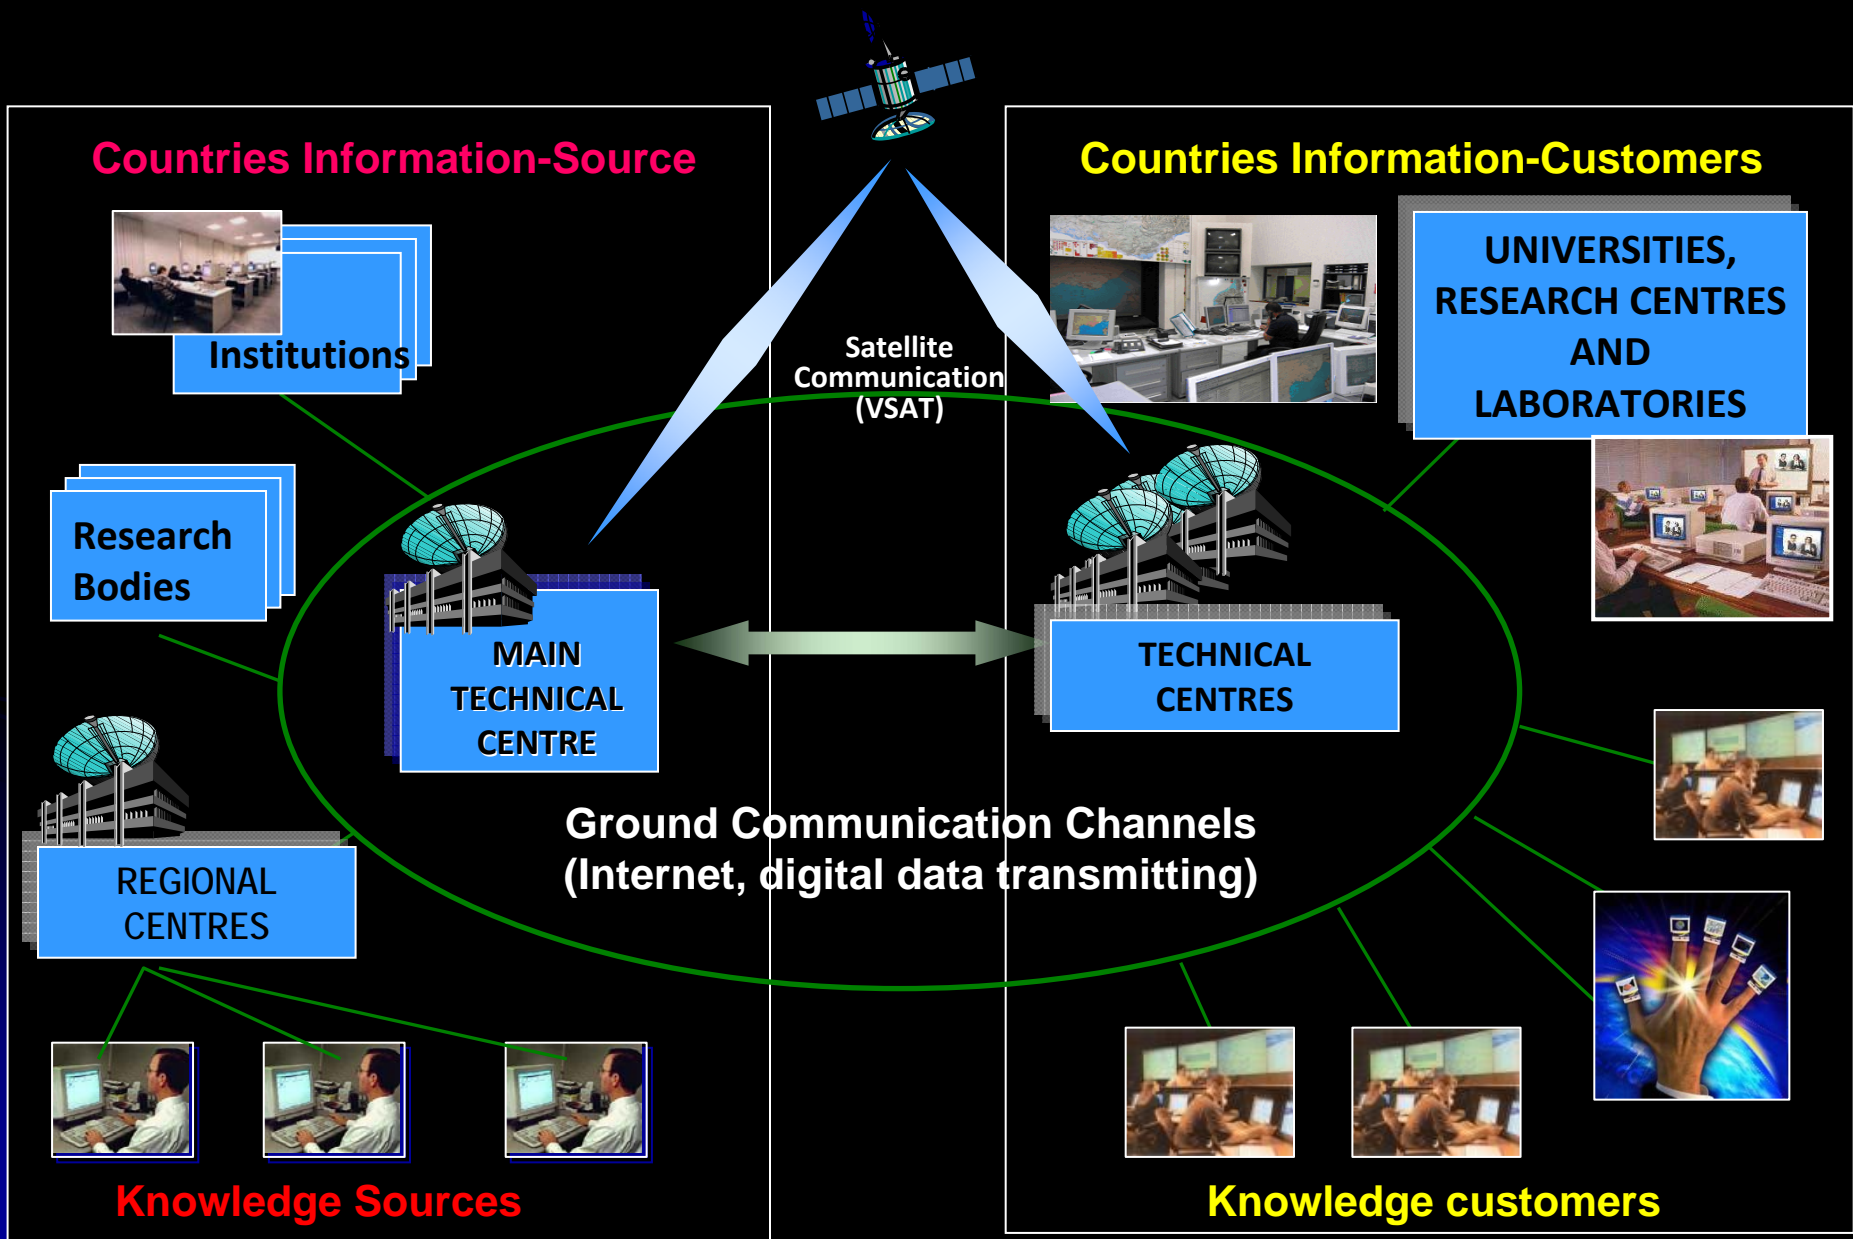 Countries Information-Source
Countries Information-Customers
Institutions
UNIVERSITIES,
RESEARCH CENTRES
AND
LABORATORIES
Satellite
Communication
(VSAT)
Research
Bodies
MAIN
TECHNICAL
CENTRE
TECHNICAL
CENTRES
Ground Communication Channels
(Internet, digital data transmitting)
REGIONAL
CENTRES
Knowledge Sources
Knowledge customers